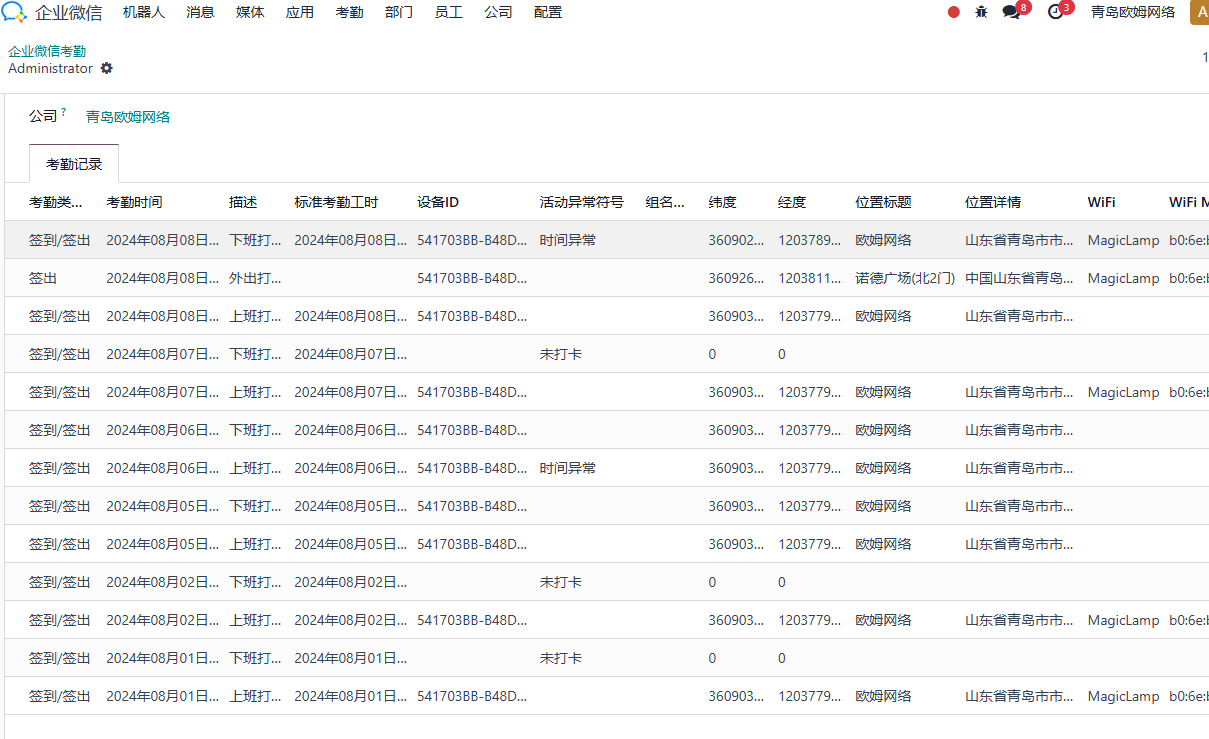 企业微信 机器人 消息 媒体 应用 考勤 部门 员工 公司 配置 8 3 青岛欧姆网络 A
企业微信考勤
Administrator 1
公司 ? 青岛欧姆网络
考勤记录
考勤类... 考勤时间 描述 标准考勤工时 设备ID 活动异常符号 组名... 纬度 经度 位置标题 位置详情 WiFi WiFi M
签到/签出 2024年08月08日... 下班打... 2024年08月08日... 541703BB-B48D... 时间异常 360902... 1203789... 欧姆网络 山东省青岛市市... MagicLamp b0:6e:b
签出 2024年08月08日... 外出打... 541703BB-B48D... 360926... 1203811... 诺德广场(北2门) 中国山东省青岛... MagicLamp b0:6e:b
签到/签出 2024年08月08日... 上班打... 2024年08月08日... 541703BB-B48D... 360903... 1203779... 欧姆网络 山东省青岛市市...
签到/签出 2024年08月07日... 下班打... 2024年08月07日... 未打卡 0 0
签到/签出 2024年08月07日... 上班打... 2024年08月07日... 541703BB-B48D... 360903... 1203779... 欧姆网络 山东省青岛市市... MagicLamp b0:6e:b
签到/签出 2024年08月06日... 下班打... 2024年08月06日... 541703BB-B48D... 360903... 1203779... 欧姆网络 山东省青岛市市...
签到/签出 2024年08月06日... 上班打... 2024年08月06日... 541703BB-B48D... 时间异常 360903... 1203779... 欧姆网络 山东省青岛市市...
签到/签出 2024年08月05日... 下班打... 2024年08月05日... 541703BB-B48D... 360903... 1203779... 欧姆网络 山东省青岛市市...
签到/签出 2024年08月05日... 上班打... 2024年08月05日... 541703BB-B48D... 360903... 1203779... 欧姆网络 山东省青岛市市...
签到/签出 2024年08月02日... 下班打... 2024年08月02日... 未打卡 0 0
签到/签出 2024年08月02日... 上班打... 2024年08月02日... 541703BB-B48D... 360903... 1203779... 欧姆网络 山东省青岛市市... MagicLamp b0:6e:b
签到/签出 2024年08月01日... 下班打... 2024年08月01日... 未打卡 0 0
签到/签出 2024年08月01日... 上班打... 2024年08月01日... 541703BB-B48D... 360903... 1203779... 欧姆网络 山东省青岛市市... MagicLamp b0:6e:b